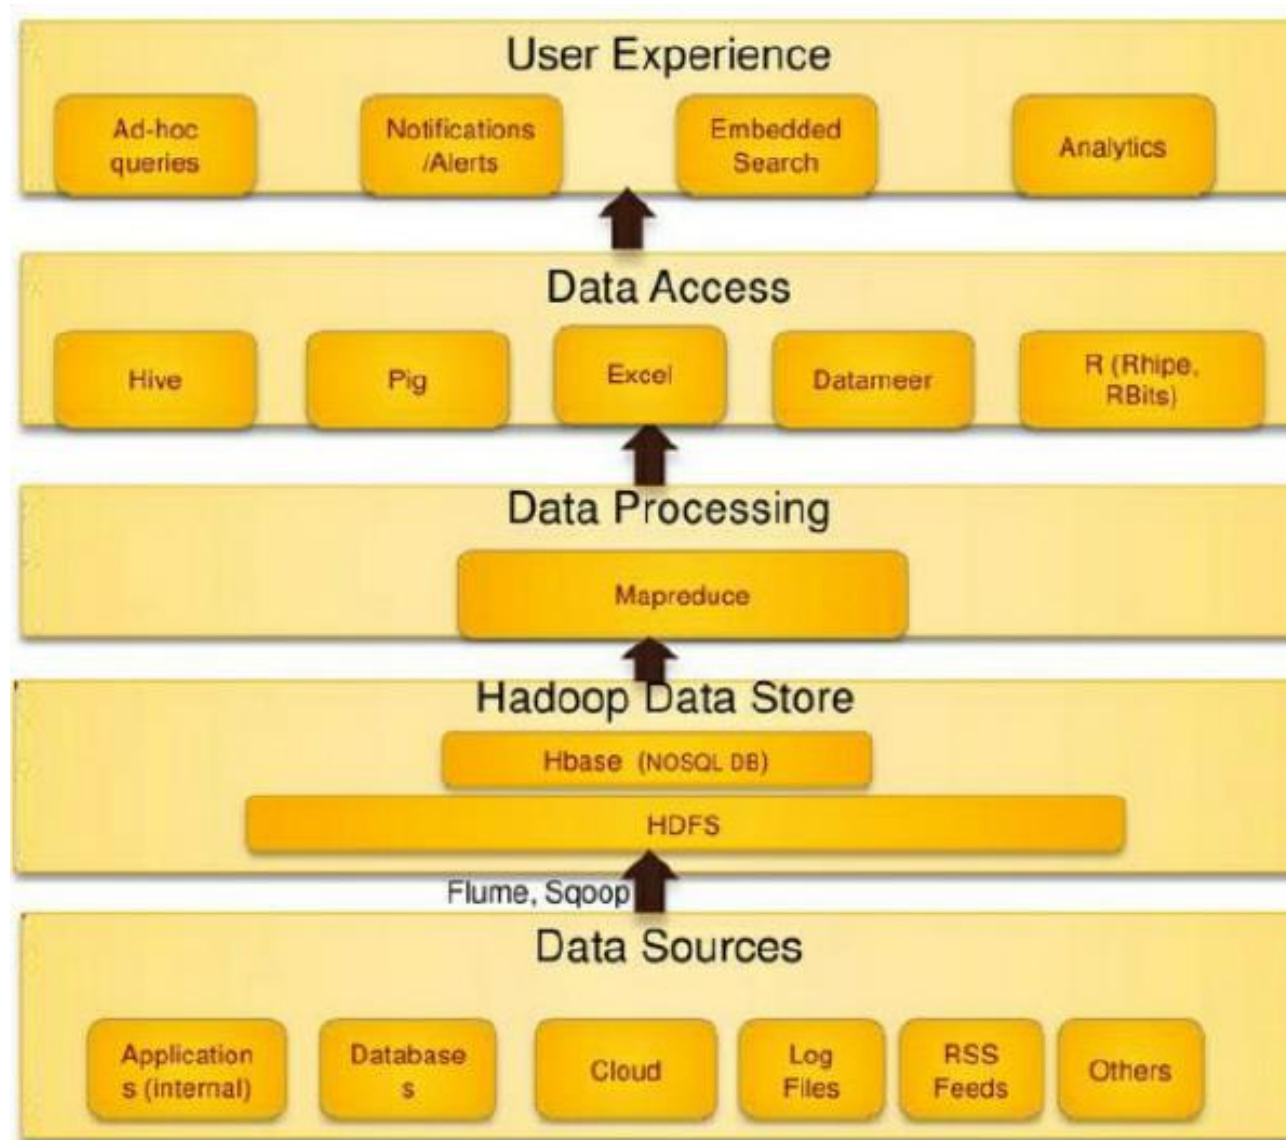 User Experience
Ad-hoc
queries
Notifications
/Alerts
Embedded
Search
Analytics
Data Access
Hive
Pig
Excel
Datameer
R (Rhipe,
RBits)
Data Processing
Mapreduce
Hadoop Data Store
Hbase (NOSQL DB)
HDFS
Flume, Sqoop
Data Sources
Application
s (internal)
Database
s
Cloud
Log
Files
RSS
Feeds
Others